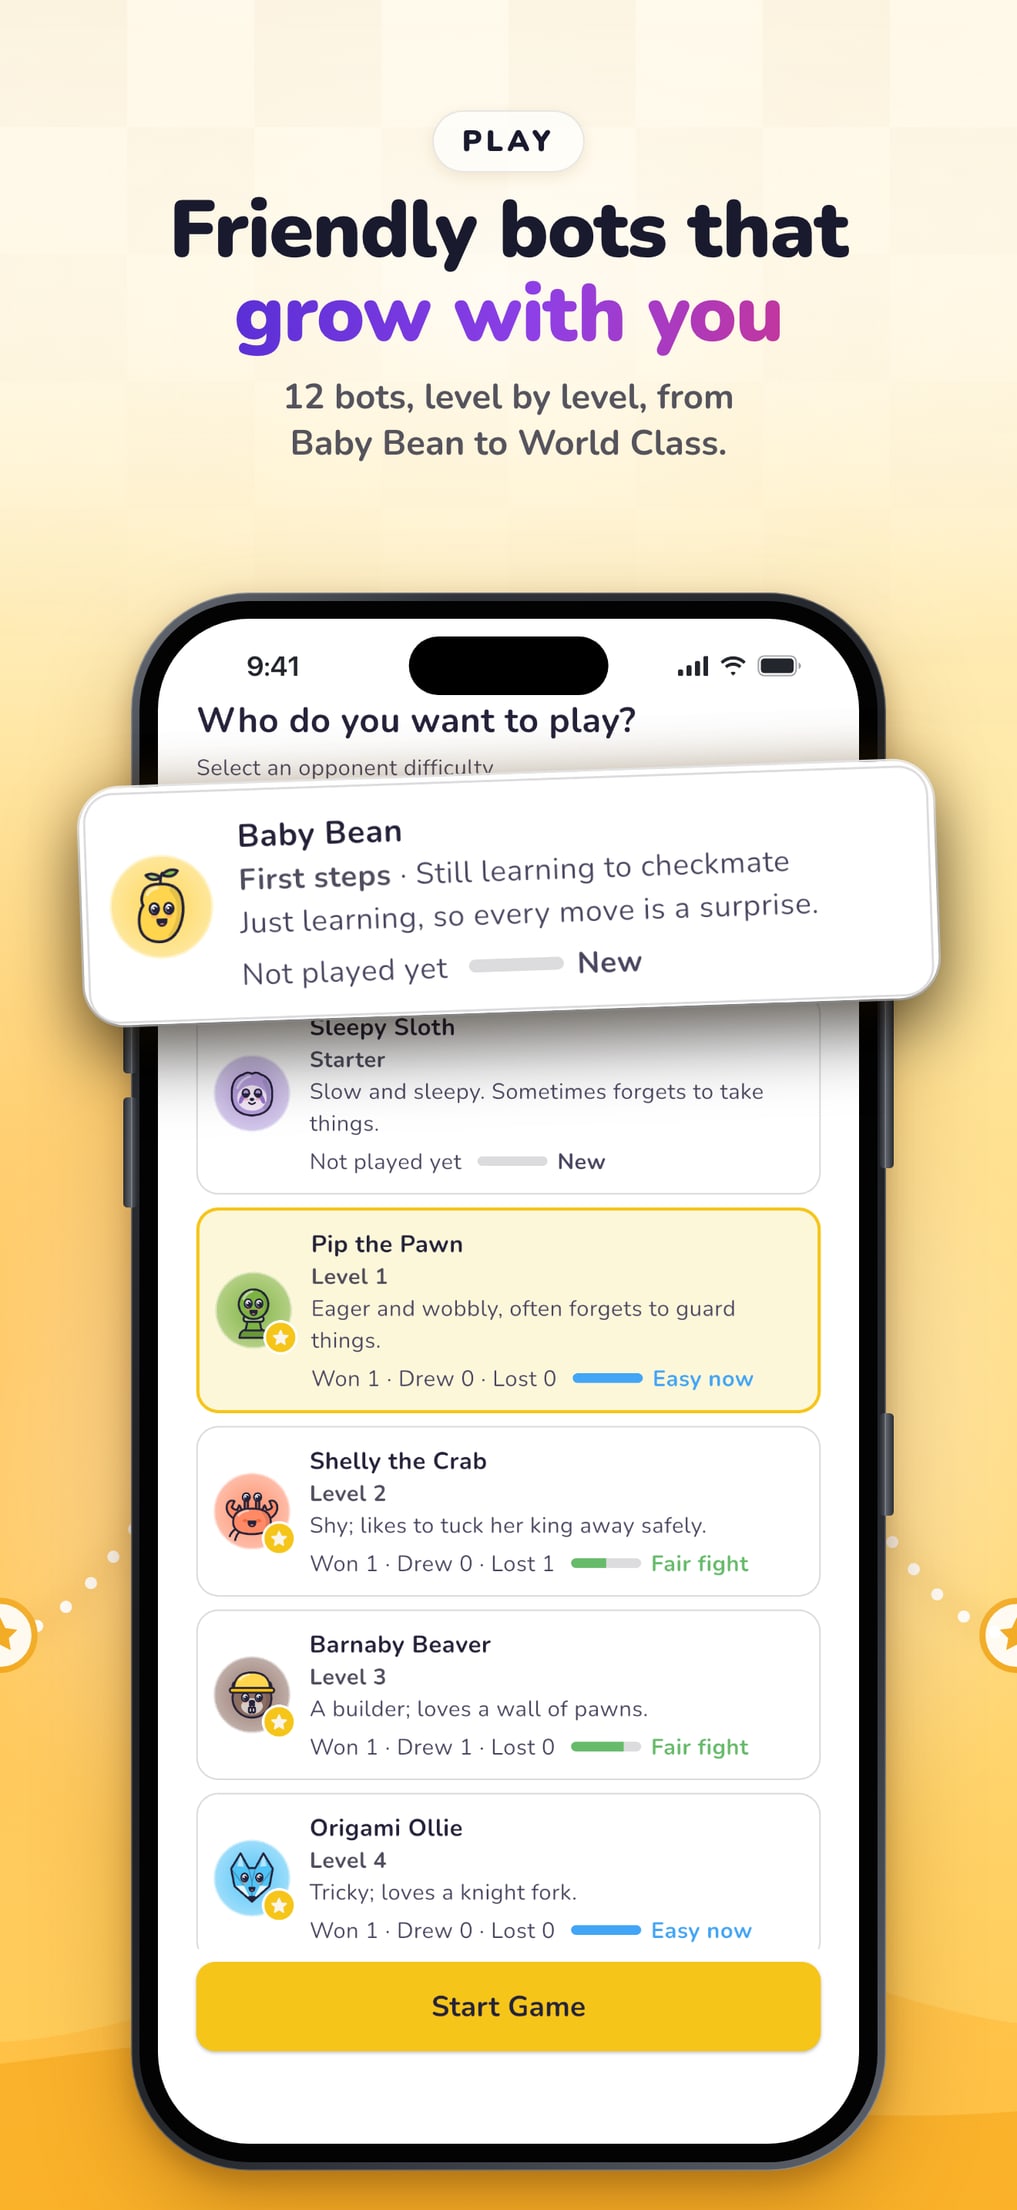 PLAY
Friendly bots that
grow with you
12 bots, level by level, from
Baby Bean to World Class.
9:41
Who do you want to play?
Select an opponent difficulty
Baby Bean
First steps · Still learning to checkmate
Just learning, so every move is a surprise.
Not played yet New
Sleepy Sloth
Starter
Slow and sleepy. Sometimes forgets to take
things.
Not played yet New
Pip the Pawn
Level 1
Eager and wobbly, often forgets to guard
things.
Won 1 · Drew 0 · Lost 0 Easy now
Shelly the Crab
Level 2
Shy; likes to tuck her king away safely.
Won 1 · Drew 0 · Lost 1 Fair fight
Barnaby Beaver
Level 3
A builder; loves a wall of pawns.
Won 1 · Drew 1 · Lost 0 Fair fight
Origami Ollie
Level 4
Tricky; loves a knight fork.
Won 1 · Drew 0 · Lost 0 Easy now
Start Game